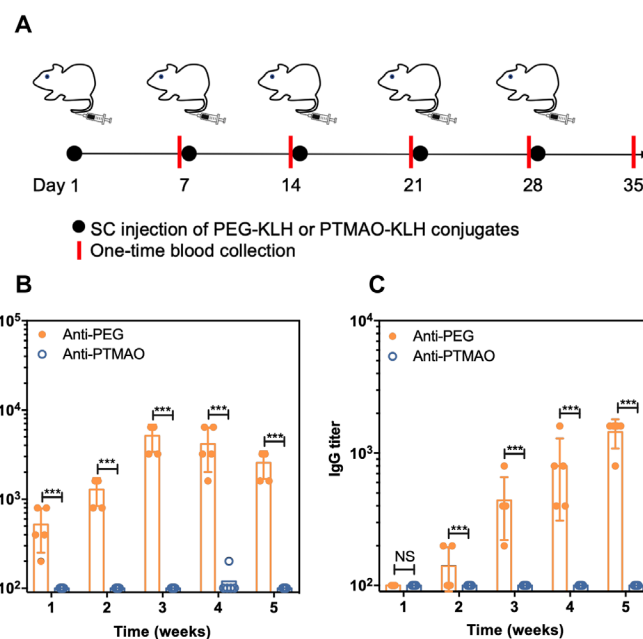 A
Day 1 7 14 21 28 35
SC injection of PEG-KLH or PTMAO-KLH conjugates
One-time blood collection
B
10^5
10^4
10^3
10^2
Anti-PEG
Anti-PTMAO
*** *** *** *** ***
1 2 3 4 5
Time (weeks)
C
IgG titer
10^4
10^3
10^2
Anti-PEG
Anti-PTMAO
NS *** *** *** ***
1 2 3 4 5
Time (weeks)